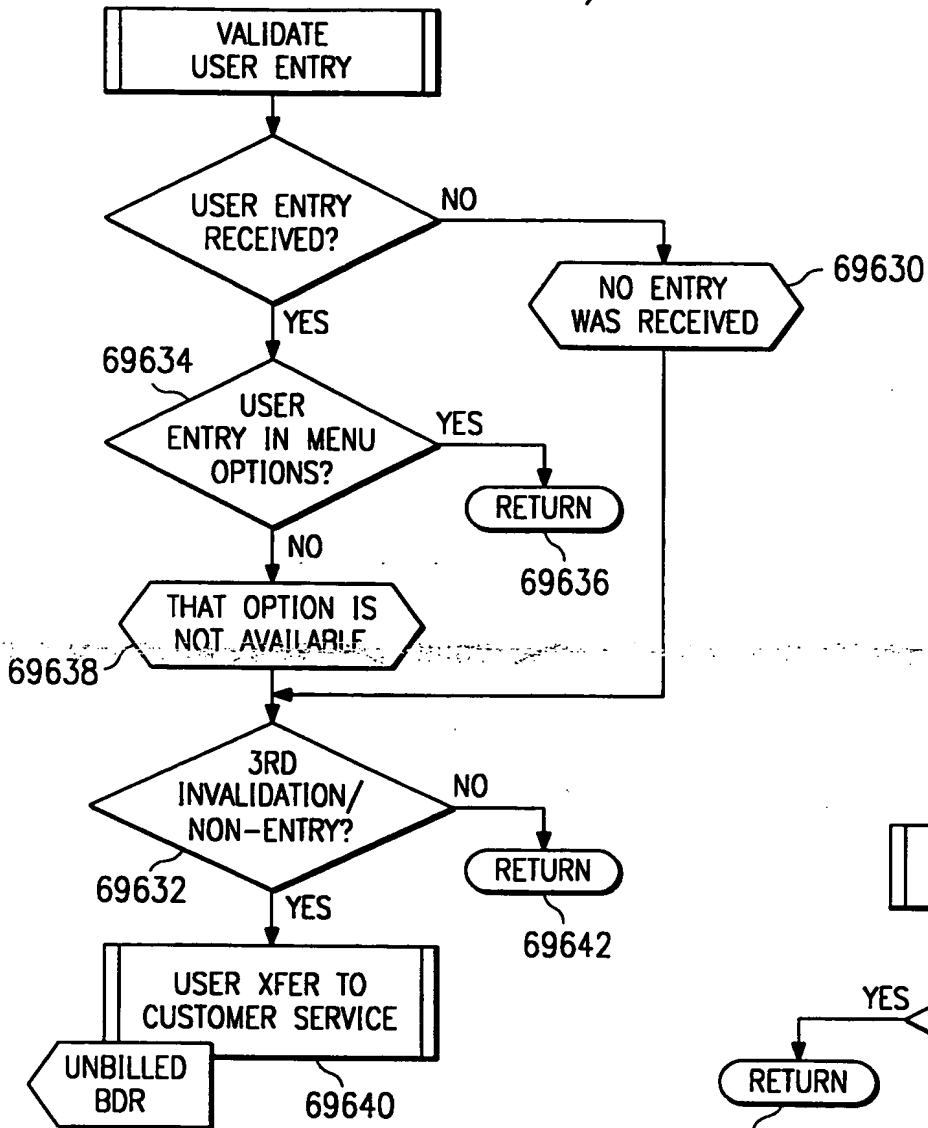 VALIDATE
USER ENTRY
USER ENTRY
RECEIVED?
NO
NO ENTRY
WAS RECEIVED
69630
YES
69634
USER
ENTRY IN MENU
OPTIONS?
YES
RETURN
69636
NO
THAT OPTION IS
NOT AVAILABLE
69638
3RD
INVALIDATION/
NON-ENTRY?
NO
RETURN
69642
69632
YES
USER XFER TO
CUSTOMER SERVICE
UNBILLED
BDR
69640
YES
RETURN